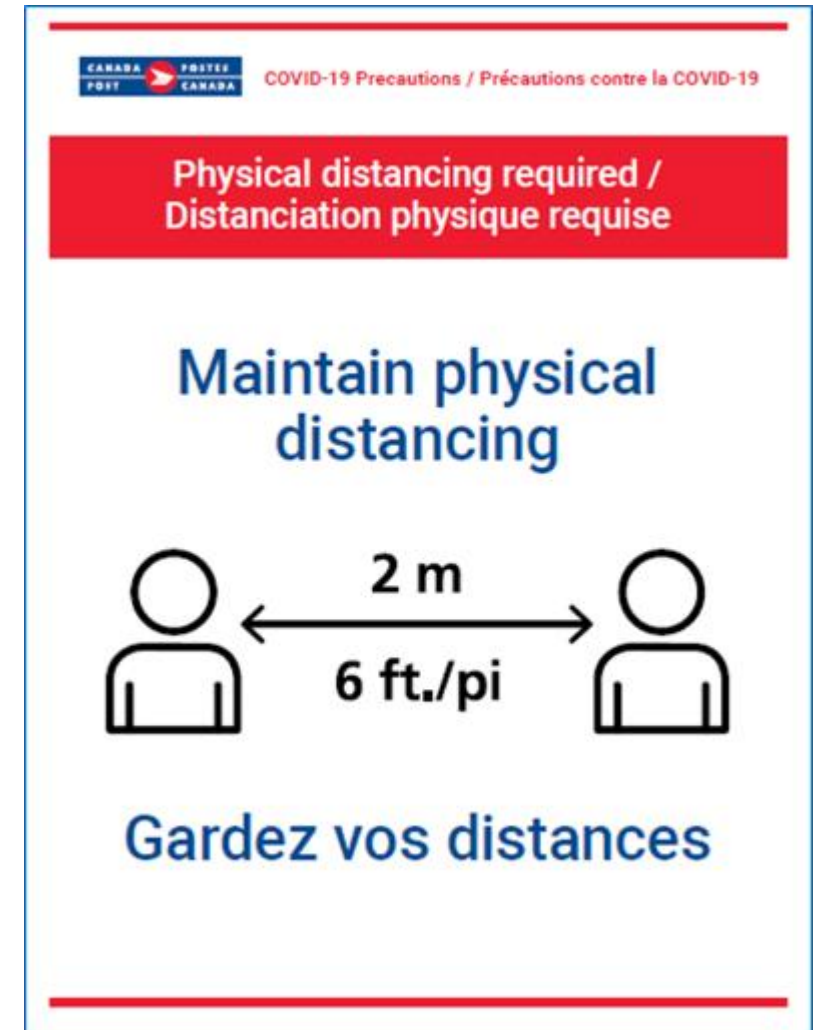 CANADA POSTES
POST CANADA
COVID-19 Precautions / Précautions contre la COVID-19
Physical distancing required /
Distanciation physique requise
Maintain physical
distancing
2 m
6 ft./pi
Gardez vos distances